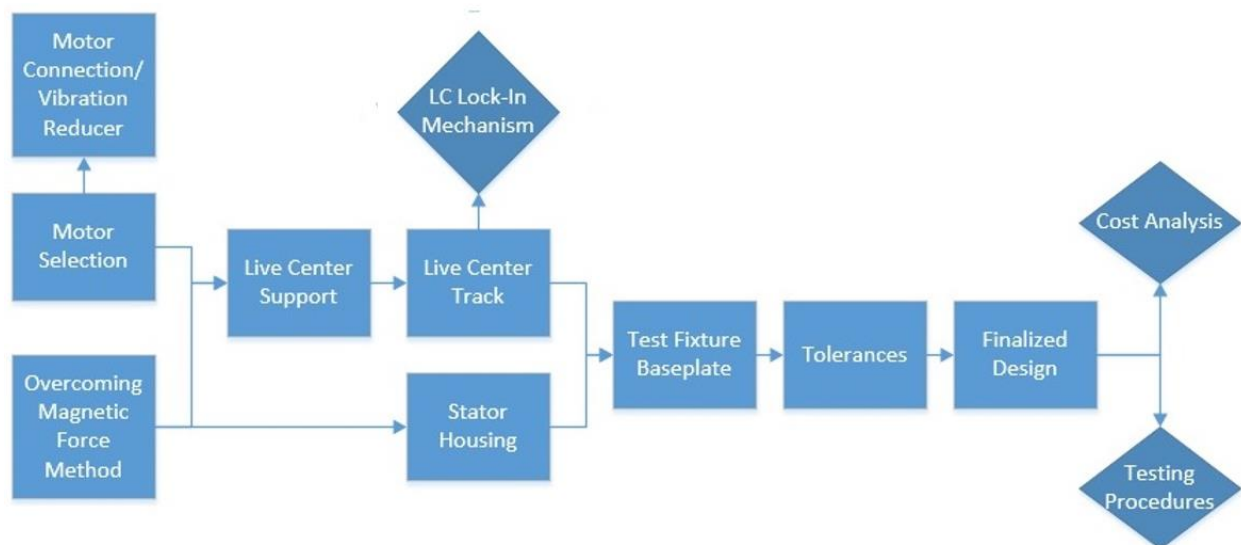 Motor
Connection/
Vibration
Reducer
LC Lock-In
Mechanism
Motor
Selection
Live Center
Support
Live Center
Track
Cost Analysis
Overcoming
Magnetic
Force
Method
Stator
Housing
Test Fixture
Baseplate
Tolerances
Finalized
Design
Testing
Procedures